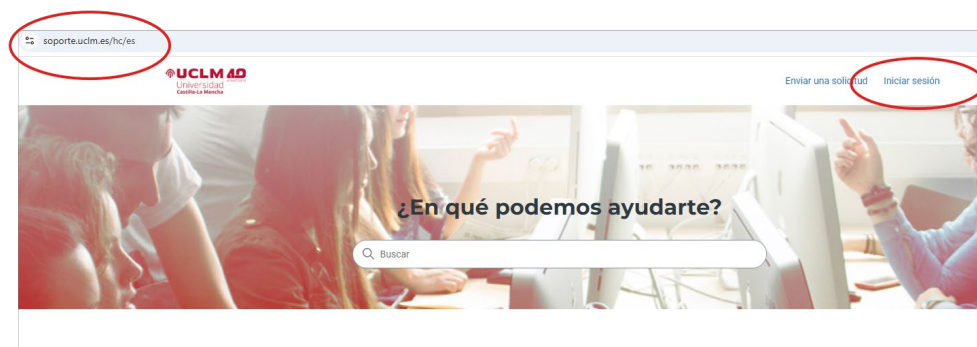 soporte.uclm.es/hc/es
UCLM 40
Universidad
Castilla-La Mancha
Enviar una solicitud
Iniciar sesión
¿En qué podemos ayudarte?
Buscar